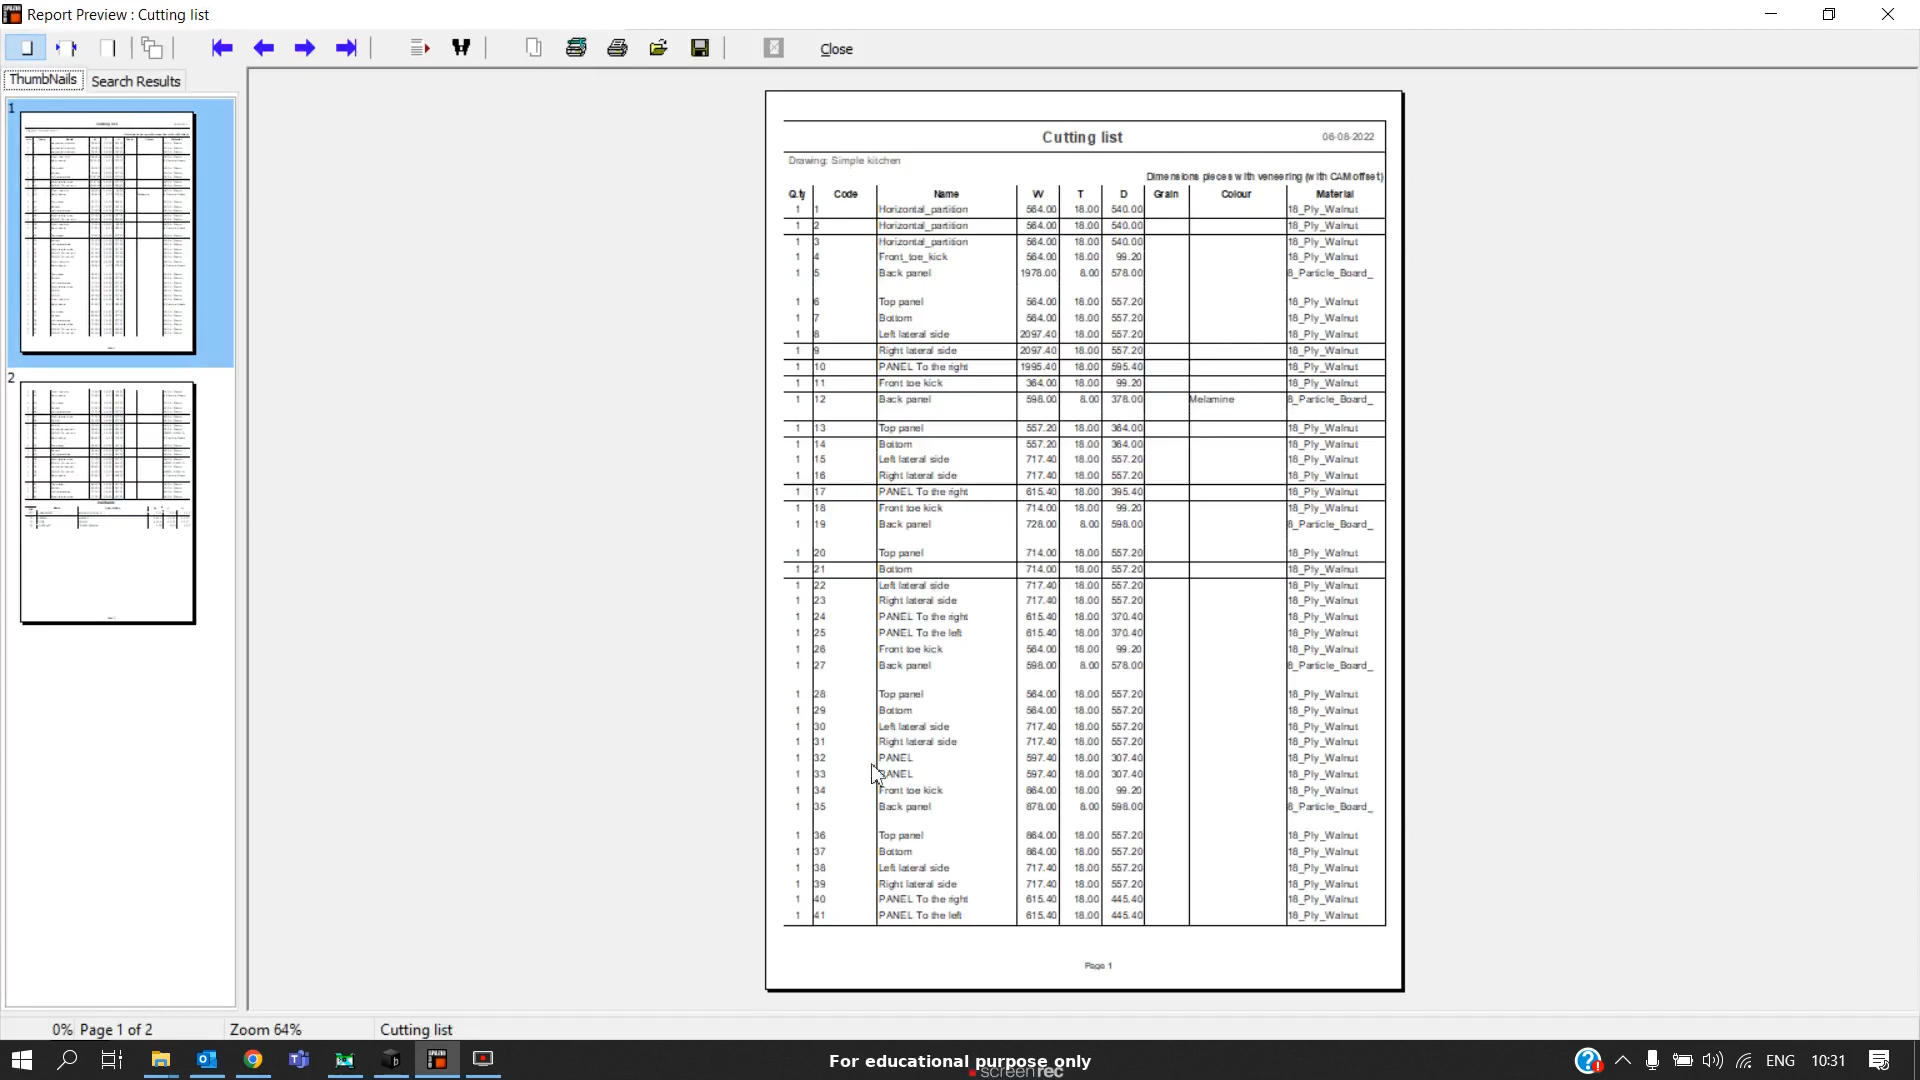 Report Preview : Cutting list
Close
ThumbNails
Search Results
1
2
Cutting list
06-08-2022
Drawing: Simple kitchen
Dimensions pieces with veneering (with CAM offset)
Q.ty Code Name W T D Grain Colour Material
1 1 Horizontal_partition 564.00 18.00 540.00 18_Ply_Walnut
1 2 Horizontal_partition 564.00 18.00 540.00 18_Ply_Walnut
1 3 Horizontal_partition 564.00 18.00 540.00 18_Ply_Walnut
1 4 Front_toe_kick 564.00 18.00 99.20 18_Ply_Walnut
1 5 Back panel 1978.00 8.00 578.00 8_Particle_Board_
1 6 Top panel 564.00 18.00 557.20 18_Ply_Walnut
1 7 Bottom 564.00 18.00 557.20 18_Ply_Walnut
1 8 Left lateral side 2097.40 18.00 557.20 18_Ply_Walnut
1 9 Right lateral side 2097.40 18.00 557.20 18_Ply_Walnut
1 10 PANEL To the right 1995.40 18.00 595.40 18_Ply_Walnut
1 11 Front toe kick 364.00 18.00 99.20 18_Ply_Walnut
1 12 Back panel 598.00 8.00 378.00 Melamine 8_Particle_Board_
1 13 Top panel 557.20 18.00 364.00 18_Ply_Walnut
1 14 Bottom 557.20 18.00 364.00 18_Ply_Walnut
1 15 Left lateral side 717.40 18.00 557.20 18_Ply_Walnut
1 16 Right lateral side 717.40 18.00 557.20 18_Ply_Walnut
1 17 PANEL To the right 615.40 18.00 395.40 18_Ply_Walnut
1 18 Front toe kick 714.00 18.00 99.20 18_Ply_Walnut
1 19 Back panel 728.00 8.00 598.00 8_Particle_Board_
1 20 Top panel 714.00 18.00 557.20 18_Ply_Walnut
1 21 Bottom 714.00 18.00 557.20 18_Ply_Walnut
1 22 Left lateral side 717.40 18.00 557.20 18_Ply_Walnut
1 23 Right lateral side 717.40 18.00 557.20 18_Ply_Walnut
1 24 PANEL To the right 615.40 18.00 370.40 18_Ply_Walnut
1 25 PANEL To the left 615.40 18.00 370.40 18_Ply_Walnut
1 26 Front toe kick 564.00 18.00 99.20 18_Ply_Walnut
1 27 Back panel 598.00 8.00 578.00 8_Particle_Board_
1 28 Top panel 564.00 18.00 557.20 18_Ply_Walnut
1 29 Bottom 564.00 18.00 557.20 18_Ply_Walnut
1 30 Left lateral side 717.40 18.00 557.20 18_Ply_Walnut
1 31 Right lateral side 717.40 18.00 557.20 18_Ply_Walnut
1 32 PANEL 597.40 18.00 307.40 18_Ply_Walnut
1 33 PANEL 597.40 18.00 307.40 18_Ply_Walnut
1 34 Front toe kick 864.00 18.00 99.20 18_Ply_Walnut
1 35 Back panel 878.00 8.00 598.00 8_Particle_Board_
1 36 Top panel 864.00 18.00 557.20 18_Ply_Walnut
1 37 Bottom 864.00 18.00 557.20 18_Ply_Walnut
1 38 Left lateral side 717.40 18.00 557.20 18_Ply_Walnut
1 39 Right lateral side 717.40 18.00 557.20 18_Ply_Walnut
1 40 PANEL To the right 615.40 18.00 445.40 18_Ply_Walnut
1 41 PANEL To the left 615.40 18.00 445.40 18_Ply_Walnut
Page 1
0% Page 1 of 2 Zoom 64% Cutting list
For educational purpose only
screenrec
ENG 10:31